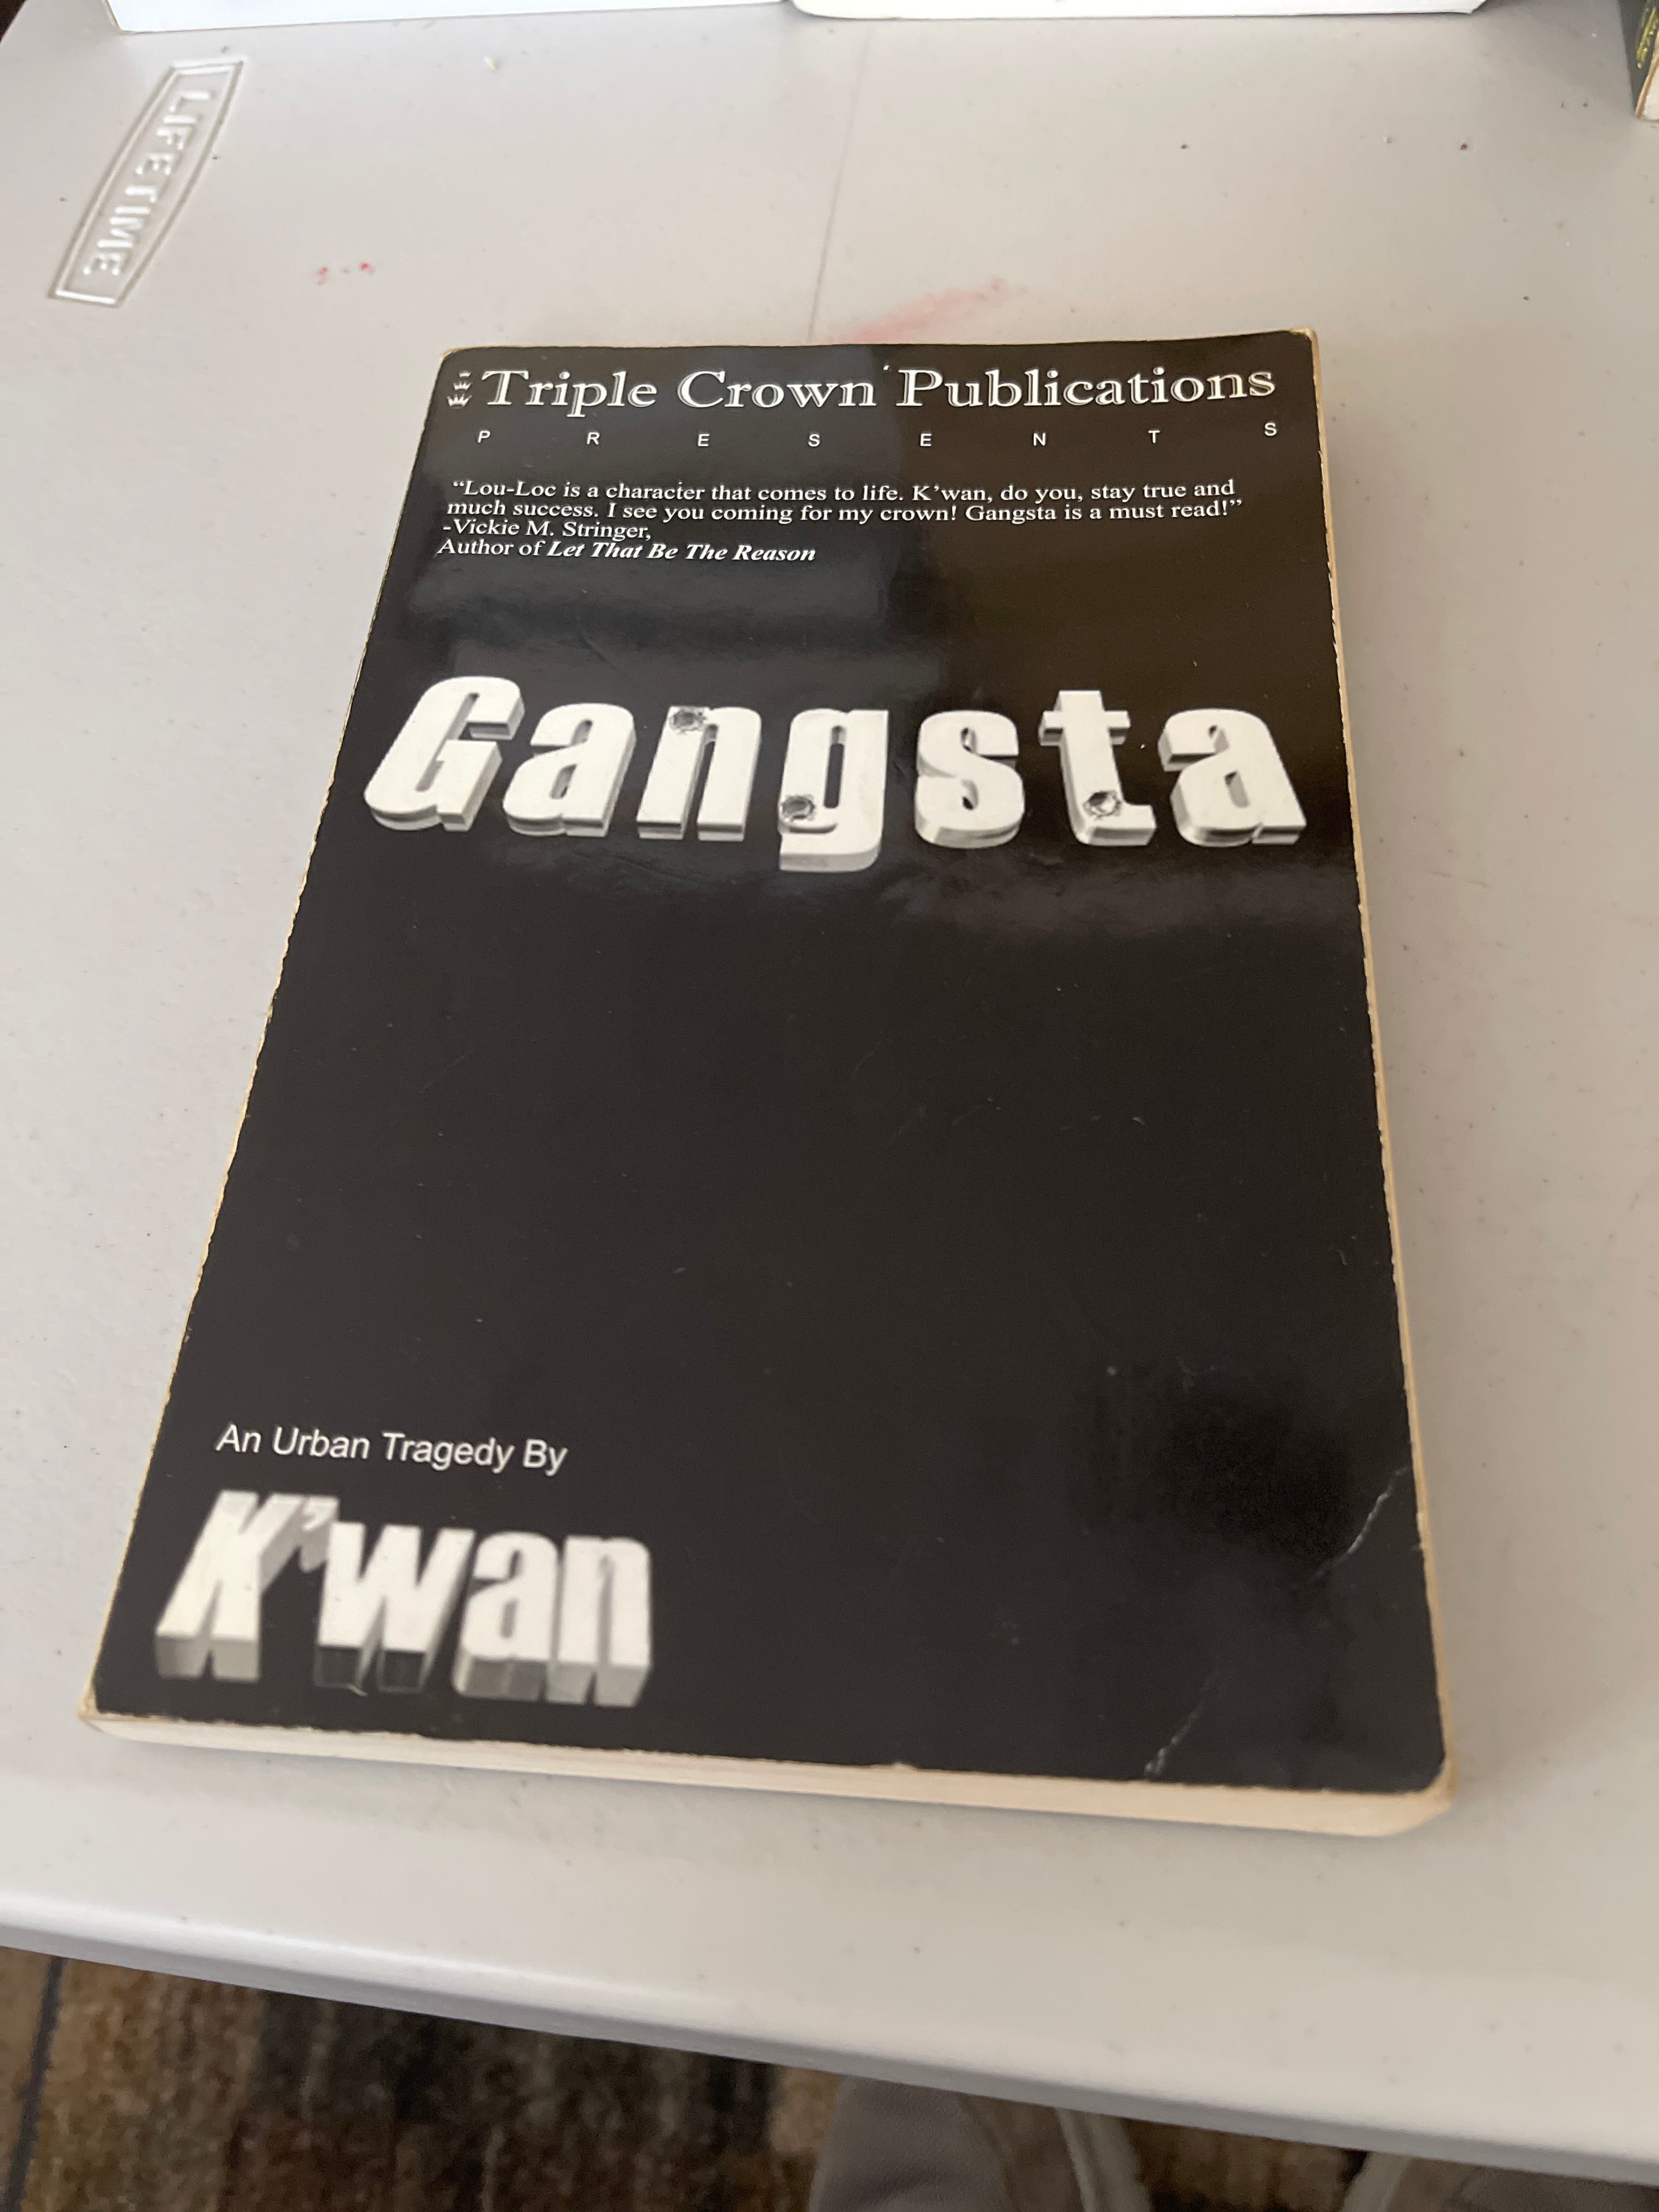 LIFETIME
Triple Crown Publications
PRESENTS
“Lou-Loc is a character that comes to life. K’wan, do you, stay true and
much success. I see you coming for my crown! Gangsta is a must read!”
-Vickie M. Stringer,
Author of Let That Be The Reason
Gangsta
An Urban Tragedy By
K’wan